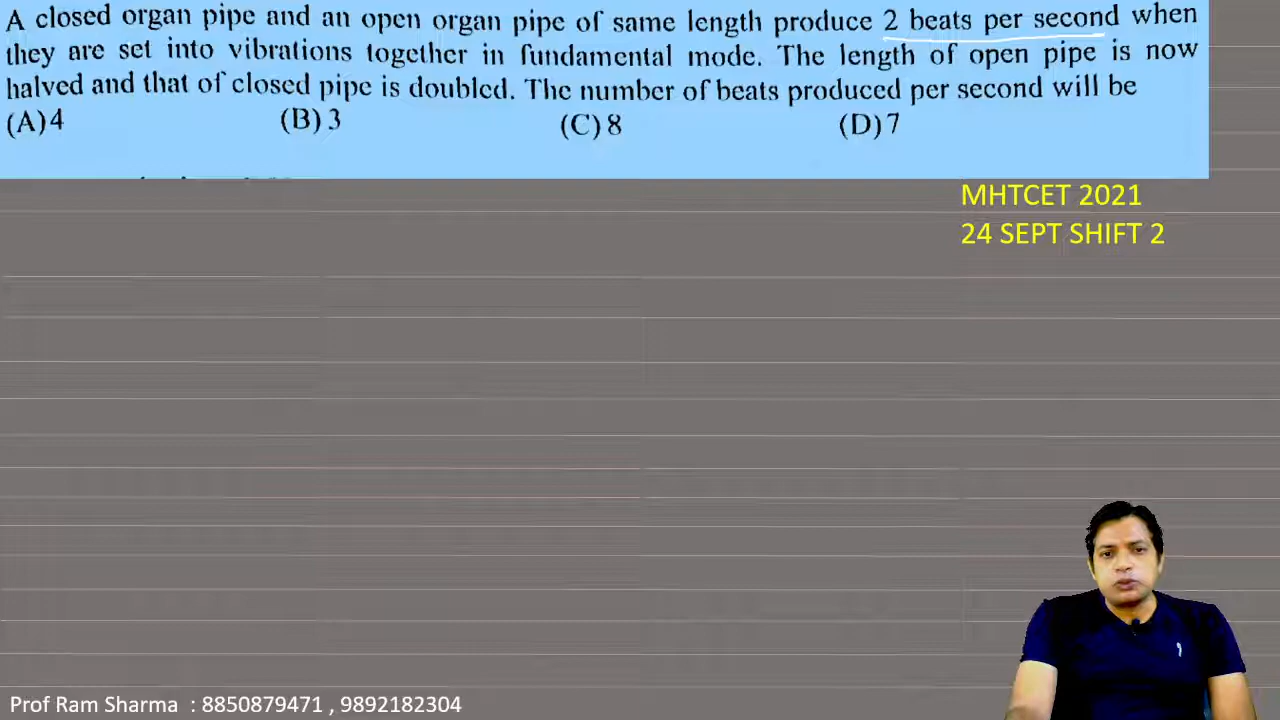 A closed organ pipe and an open organ pipe of same length produce 2 beats per second when
they are set into vibrations together in fundamental mode. The length of open pipe is now
halved and that of closed pipe is doubled. The number of beats produced per second will be
(A) 4 (B) 3 (C) 8 (D) 7
MHTCET 2021
24 SEPT SHIFT 2
Prof Ram Sharma : 8850879471 , 9892182304